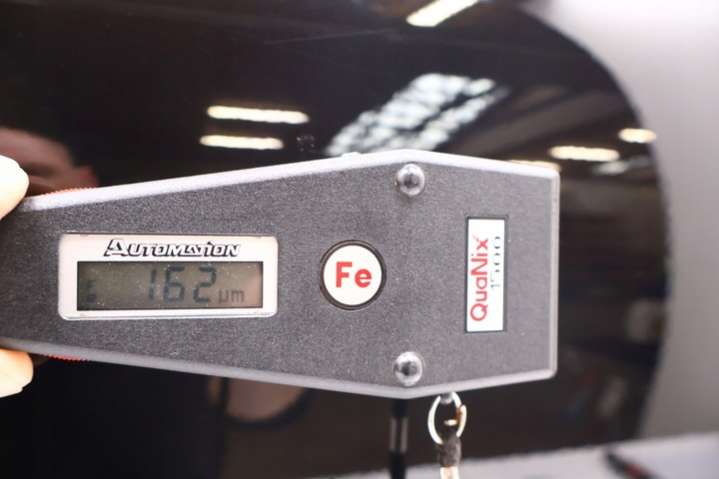 AUTOMATION
162 μm
Fe
QuaNix
1500